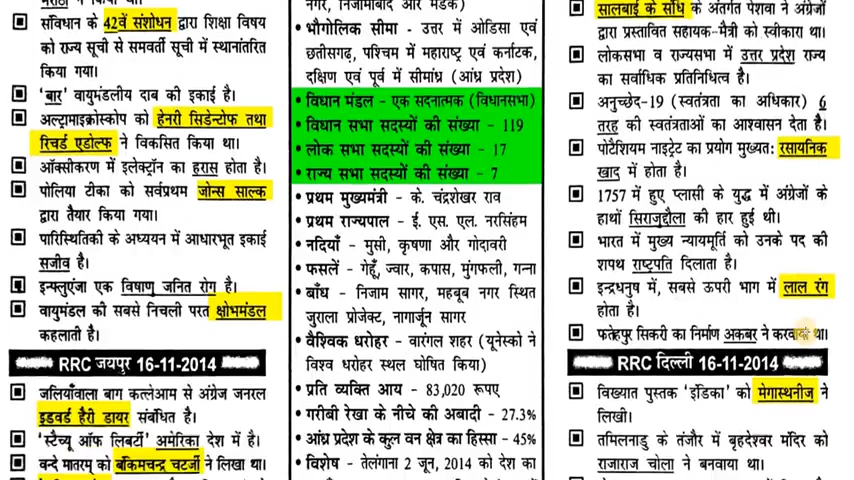 संविधान के 42वें संशोधन द्वारा शिक्षा विषय
को राज्य सूची से समवर्ती सूची में स्थानांतरित
किया गया।
'बार' वायुमंडलीय दाब की इकाई है।
अल्ट्रामाइक्रोस्कोप को हेनरी सिडेन्टोफ तथा
रिचर्ड एडोल्फ ने विकसित किया था।
ऑक्सीकरण में इलेक्ट्रॉन का हरास होता है।
पोलिया टीका को सर्वप्रथम जोन्स साल्क
द्वारा तैयार किया गया।
पारिस्थितिकी के अध्ययन में आधारभूत इकाई
सजीव है।
इन्फ्लुएंजा एक विषाणु जनित रोग है।
वायुमंडल की सबसे निचली परत क्षोभमंडल
कहलाती है।
RRC जयपुर 16-11-2014
जलियाँवाला बाग कत्लेआम से अंग्रेज जनरल
इडवर्ड हैरी डायर संबंधित है।
'स्टैच्यू ऑफ लिबर्टी' अमेरिका देश में है।
वन्दे मातरम् को बंकिमचन्द्र चटर्जी ने लिखा था।
नगर, निजामाबाद और मेडक)
• भौगोलिक सीमा - उत्तर में ओडिसा एवं
छत्तीसगढ़, पश्चिम में महाराष्ट्र एवं कर्नाटक,
दक्षिण एवं पूर्व में सीमांध्र (आंध्र प्रदेश)
• विधान मंडल - एक सदनात्मक (विधानसभा)
• विधान सभा सदस्यों की संख्या - 119
• लोक सभा सदस्यों की संख्या - 17
• राज्य सभा सदस्यों की संख्या - 7
• प्रथम मुख्यमंत्री - के. चंद्रशेखर राव
• प्रथम राज्यपाल - ई. एस. एल. नरसिंहम
• नदियाँ - मुसी, कृषणा और गोदावरी
• फसलें - गेहूँ, ज्वार, कपास, मुंगफली, गन्ना
• बाँध - निजाम सागर, महबूब नगर स्थित
जुराला प्रोजेक्ट, नागार्जून सागर
• वैश्विक धरोहर - वारंगल शहर (यूनेस्को ने
विश्व धरोहर स्थल घोषित किया)
• प्रति व्यक्ति आय - 83,020 रूपए
• गरीबी रेखा के नीचे की अबादी - 27.3%
• आंध्र प्रदेश के कुल वन क्षेत्र का हिस्सा - 45%
• विशेष - तेलंगाना 2 जून, 2014 को देश का
सालबाई के संधि के अंतर्गत पेशवा ने अंग्रेजों
द्वारा प्रस्तावित सहायक-मैत्री को स्वीकारा था।
लोकसभा व राज्यसभा में उत्तर प्रदेश राज्य
का सर्वाधिक प्रतिनिधित्व है।
अनुच्छेद-19 (स्वतंत्रता का अधिकार) 6
तरह की स्वतंत्रताओं का आश्वासन देता है।
पोटैशियम नाइट्रेट का प्रयोग मुख्यत: रसायनिक
खाद में होता है।
1757 में हुए प्लासी के युद्ध में अंग्रेजों के
हाथों सिराजुद्दौला की हार हुई थी।
भारत में मुख्य न्यायमूर्ति को उनके पद की
शपथ राष्ट्रपति दिलाता है।
इन्द्रधनुष में, सबसे ऊपरी भाग में लाल रंग
होता है।
फतेहपुर सिकरी का निर्माण अकबर ने करवाया था।
RRC दिल्ली 16-11-2014
विख्यात पुस्तक 'इंडिका' को मेगास्थनीज ने
लिखी।
तमिलनाडु के तंजौर में बृहदेश्वर मंदिर को
राजाराज चोला ने बनवाया था।